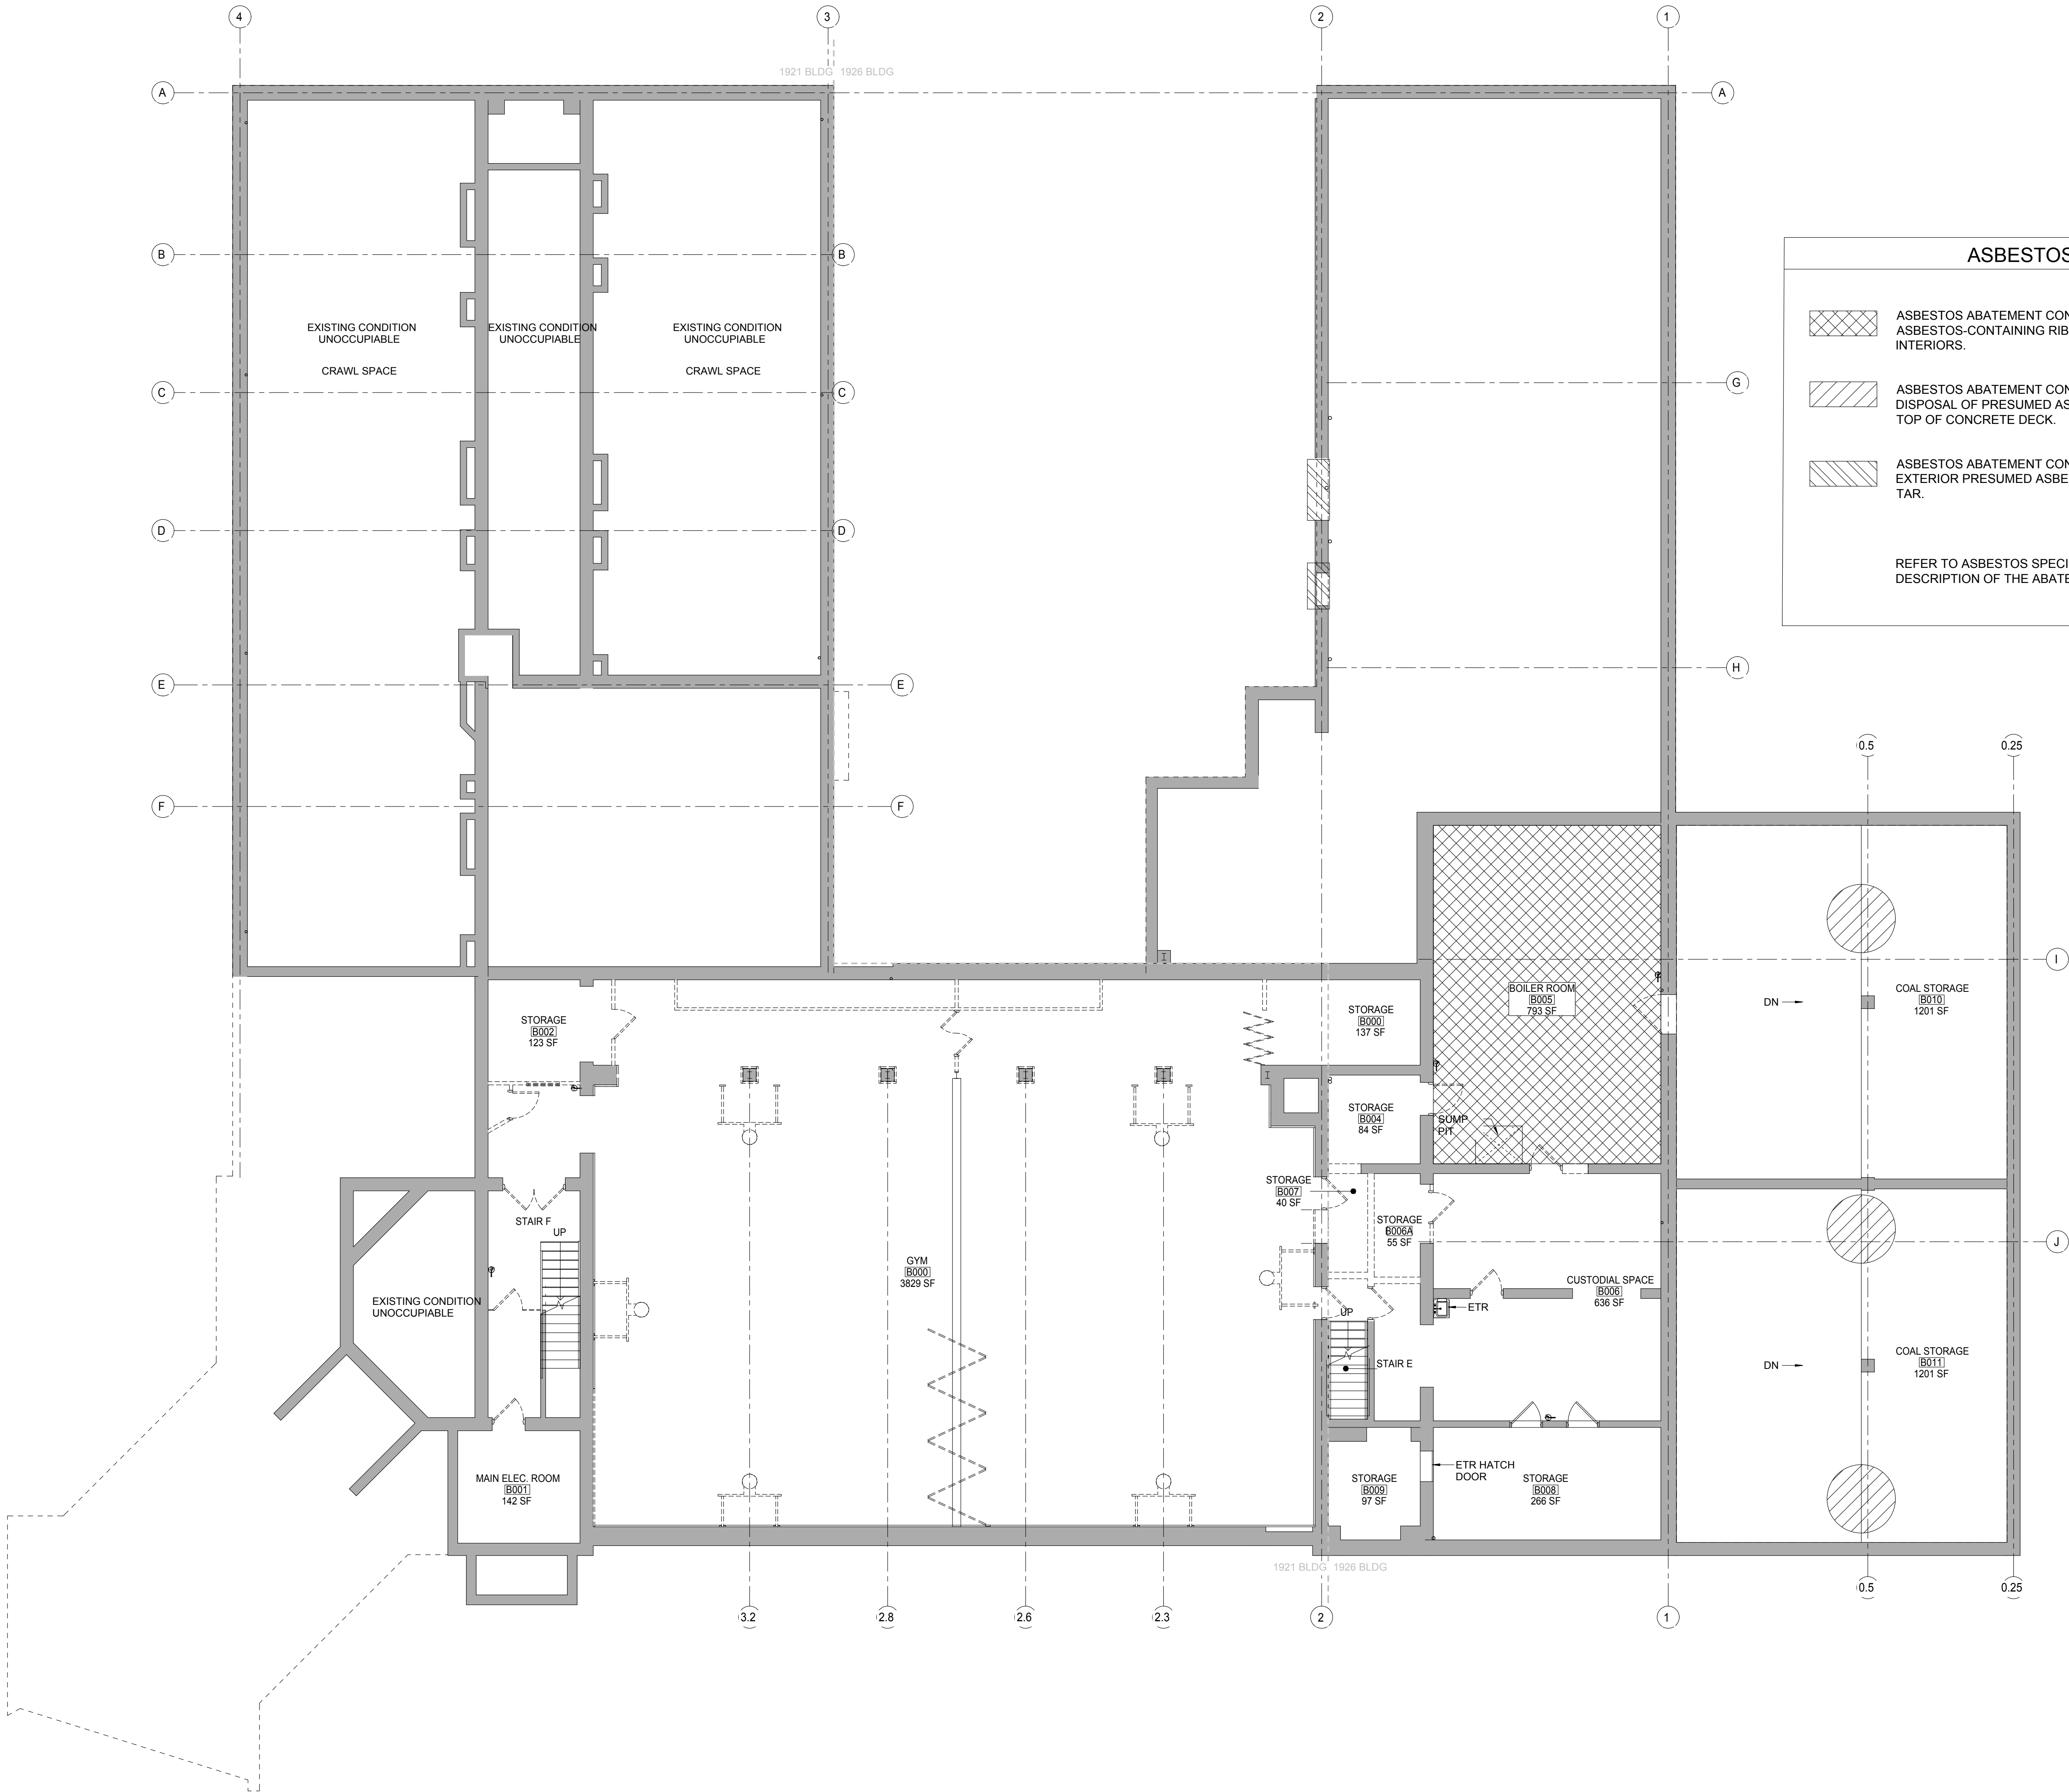 4
3
2
1
1921 BLDG
1926 BLDG
A
A
ASBESTOS
B
B
ASBESTOS ABATEMENT CON
ASBESTOS-CONTAINING RIB
INTERIORS.
EXISTING CONDITION
UNOCCUPIABLE
CRAWL SPACE
EXISTING CONDITION
UNOCCUPIABLE
EXISTING CONDITION
UNOCCUPIABLE
CRAWL SPACE
C
C
G
ASBESTOS ABATEMENT CON
DISPOSAL OF PRESUMED AS
TOP OF CONCRETE DECK.
ASBESTOS ABATEMENT CON
EXTERIOR PRESUMED ASBE
TAR.
D
D
REFER TO ASBESTOS SPECI
DESCRIPTION OF THE ABATE
E
E
H
0.5
0.25
F
F
I
STORAGE
B002
123 SF
STORAGE
B000
137 SF
BOILER ROOM
B005
793 SF
DN
COAL STORAGE
B010
1201 SF
STORAGE
B004
84 SF
SUMP
PIT
STORAGE
B007
40 SF
STORAGE
B006A
55 SF
STAIR F
UP
J
GYM
B000
3829 SF
EXISTING CONDITION
UNOCCUPIABLE
CUSTODIAL SPACE
B006
636 SF
ETR
UP
STAIR E
DN
COAL STORAGE
B011
1201 SF
MAIN ELEC. ROOM
B001
142 SF
STORAGE
B009
97 SF
ETR HATCH
DOOR
STORAGE
B008
266 SF
1921 BLDG
1926 BLDG
3.2
2.8
2.6
2.3
2
1
0.5
0.25